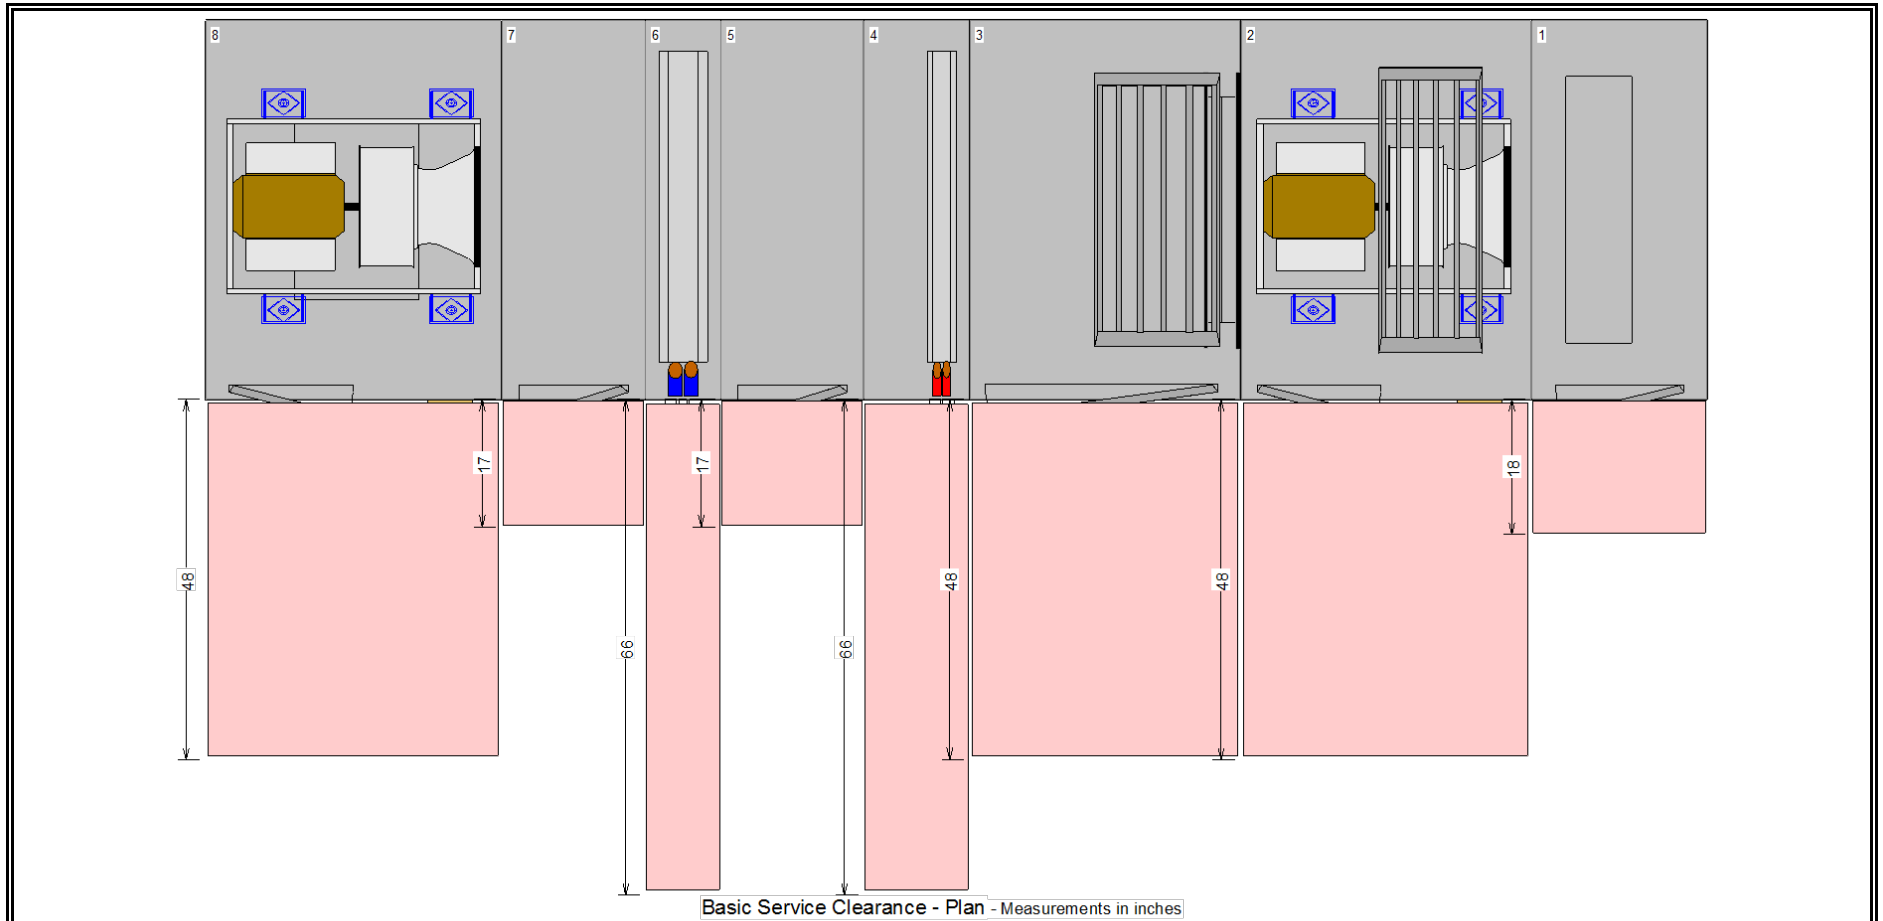 8 7 6 5 4 3 2 1
17 17 18
48 48 48
66 66
Basic Service Clearance - Plan - Measurements in inches